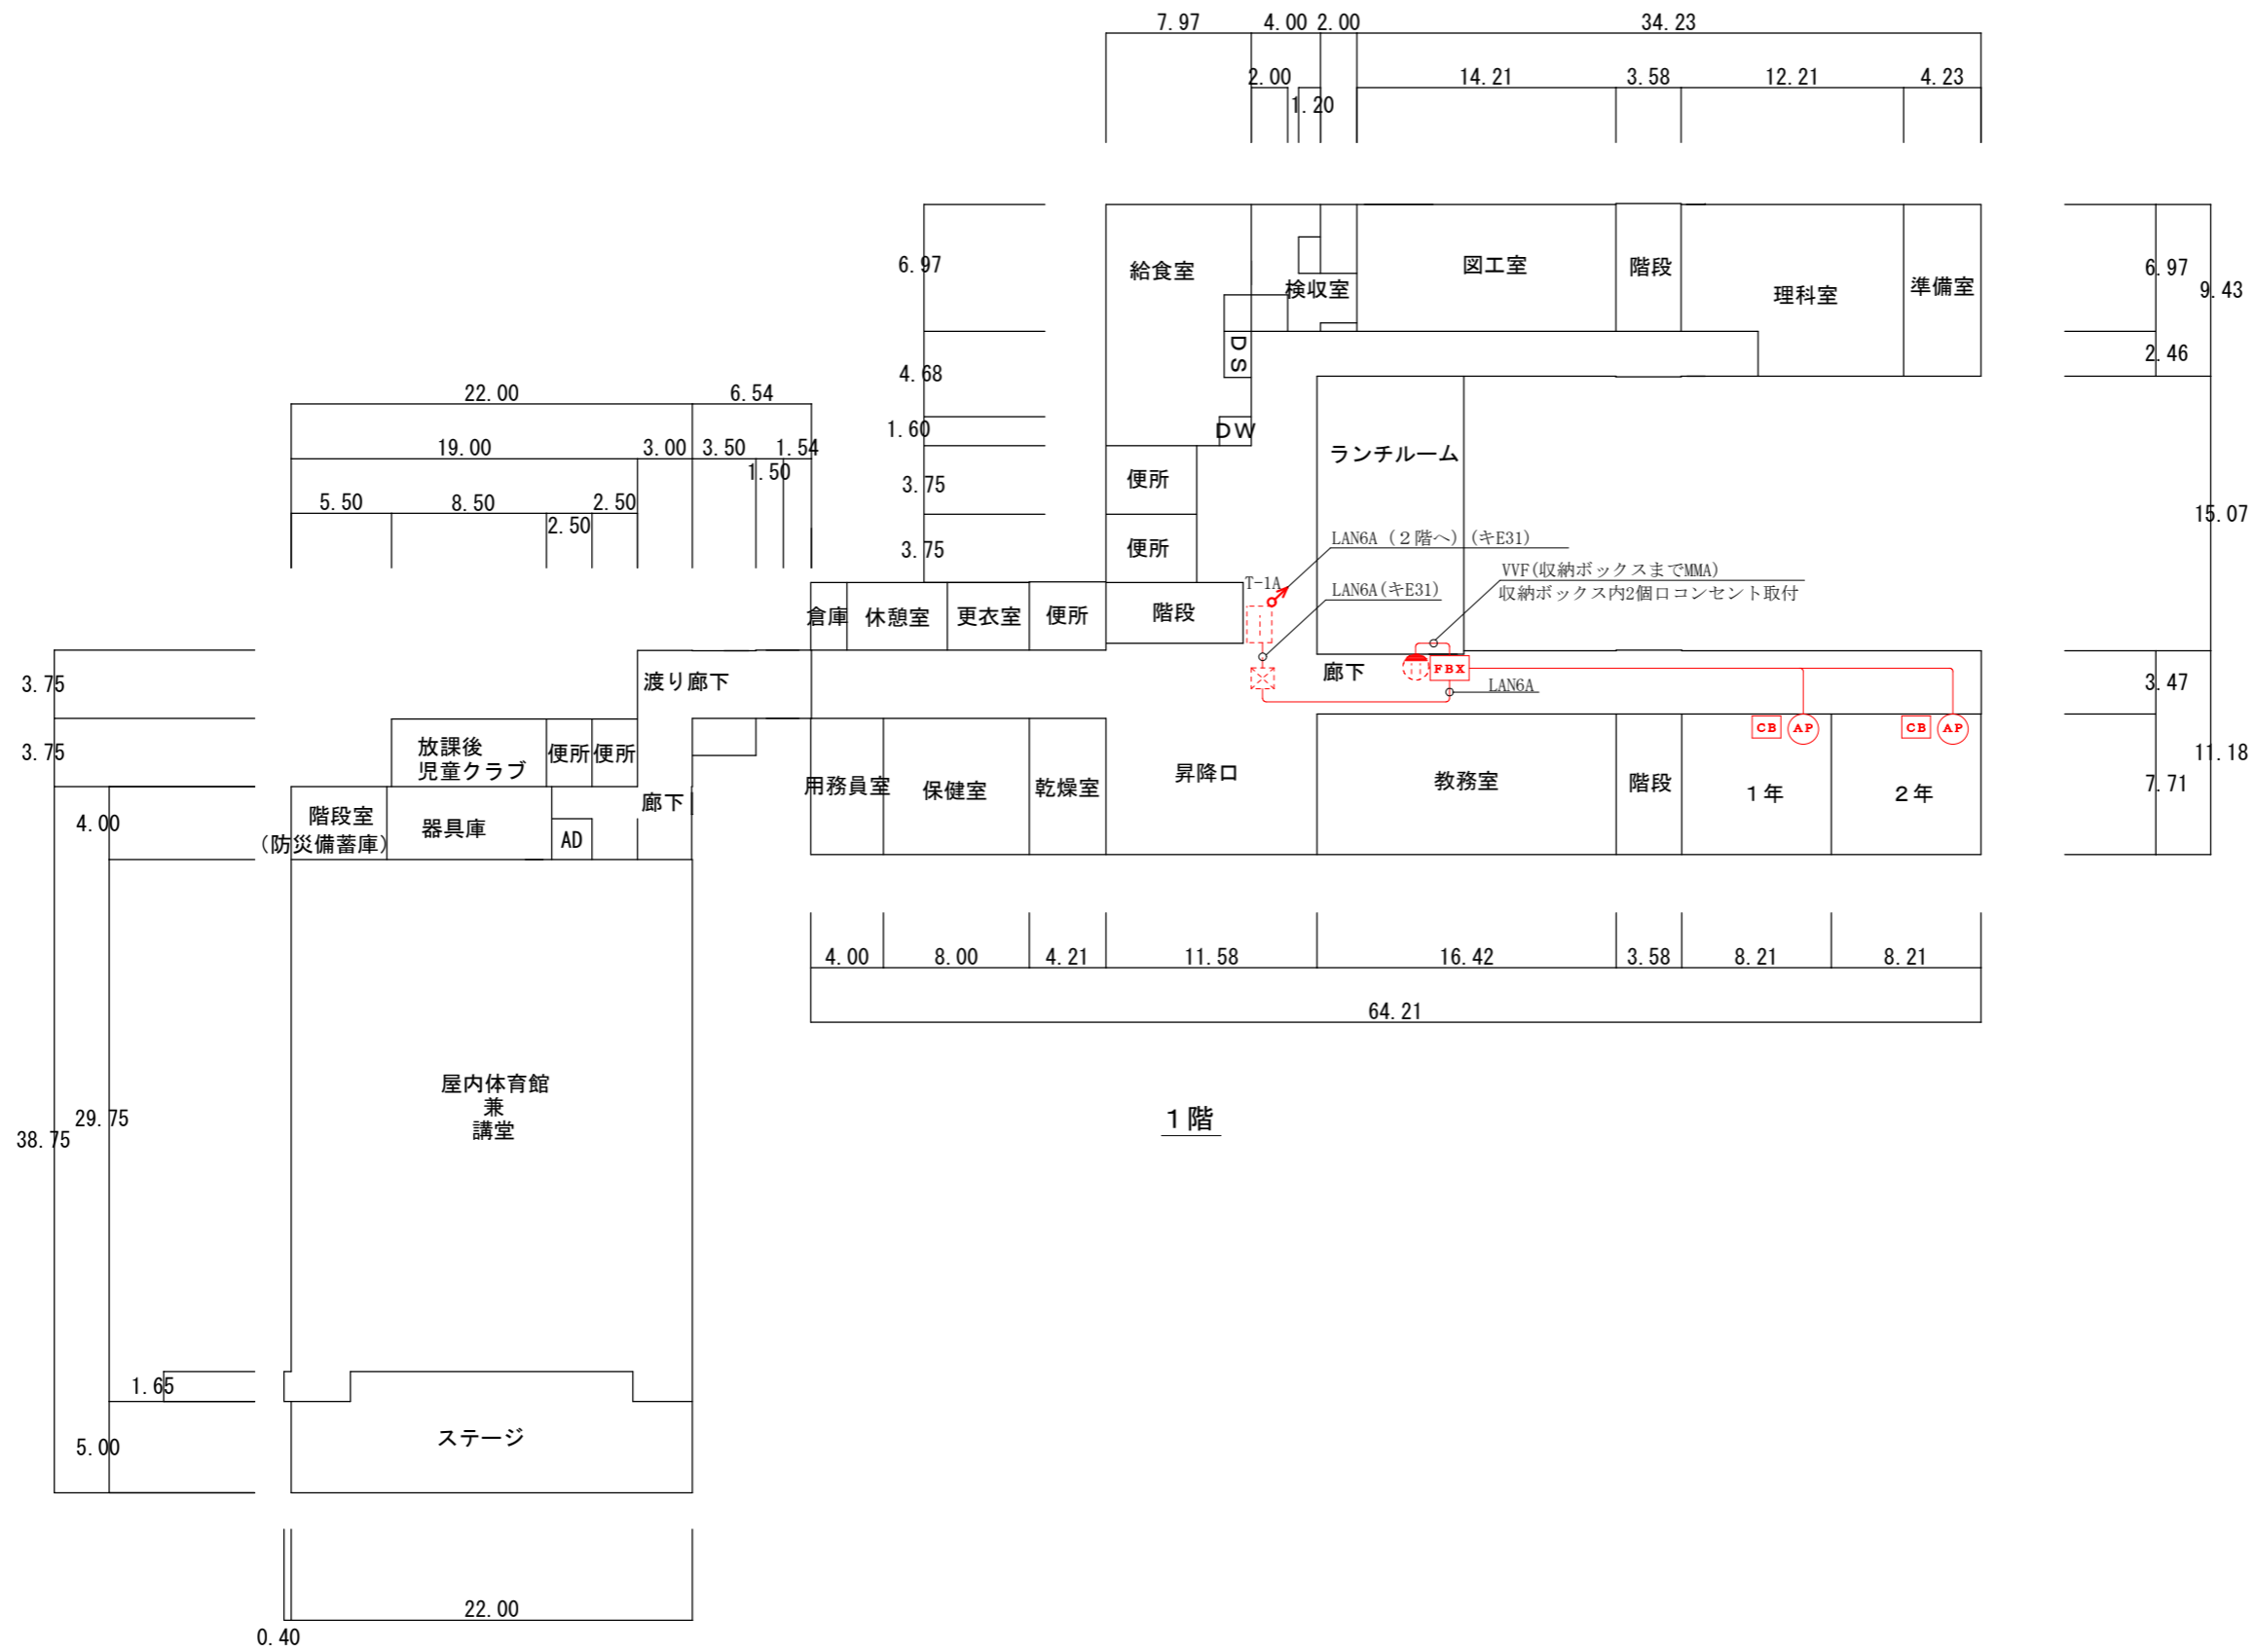 7.97
4.00
2.00
34.23
2.00
1.20
14.21
3.58
12.21
4.23
6.97
給食室
検収室
図工室
階段
理科室
準備室
6.97
9.43
DS
4.68
2.46
22.00
6.54
1.60
DW
ランチルーム
19.00
3.00
3.50
1.54
1.50
5.50
8.50
2.50
2.50
3.75
便所
15.07
3.75
便所
LAN6A（２階へ）(キE31)
VVF(収納ボックスまでMMA)
収納ボックス内2個口コンセント取付
T-1A
LAN6A(キE31)
倉庫
休憩室
更衣室
便所
階段
3.75
渡り廊下
廊下
FBX
LAN6A
3.47
3.75
放課後
児童クラブ
便所
便所
CB
AP
CB
AP
用務員室
保健室
乾燥室
昇降口
教務室
階段
１年
２年
11.18
7.71
4.00
階段室
（防災備蓄庫）
器具庫
AD
廊下
4.00
8.00
4.21
11.58
16.42
3.58
8.21
8.21
64.21
屋内体育館
兼
講堂
１階
29.75
38.75
1.65
5.00
ステージ
22.00
0.40